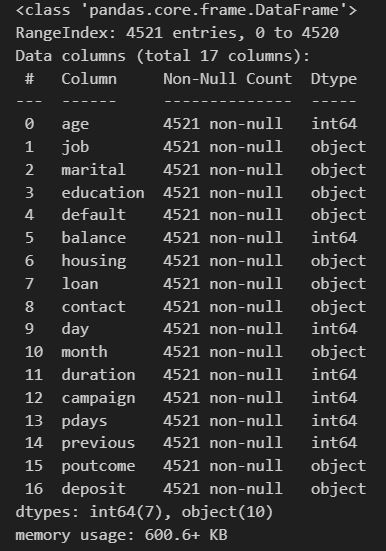 <class 'pandas.core.frame.DataFrame'>
RangeIndex: 4521 entries, 0 to 4520
Data columns (total 17 columns):
 #   Column     Non-Null Count  Dtype
---  ------     --------------  -----
 0   age        4521 non-null   int64
 1   job        4521 non-null   object
 2   marital    4521 non-null   object
 3   education  4521 non-null   object
 4   default    4521 non-null   object
 5   balance    4521 non-null   int64
 6   housing    4521 non-null   object
 7   loan       4521 non-null   object
 8   contact    4521 non-null   object
 9   day        4521 non-null   int64
 10  month      4521 non-null   object
 11  duration   4521 non-null   int64
 12  campaign   4521 non-null   int64
 13  pdays      4521 non-null   int64
 14  previous   4521 non-null   int64
 15  poutcome   4521 non-null   object
 16  deposit    4521 non-null   object
dtypes: int64(7), object(10)
memory usage: 600.6+ KB